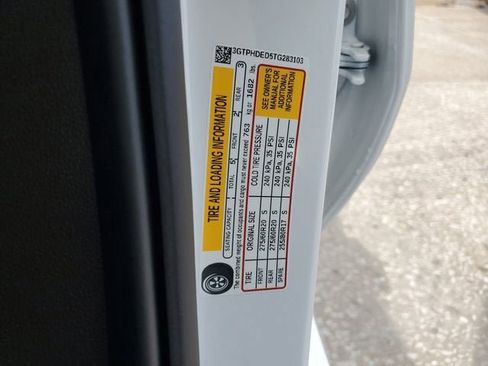 3GTPHDED5TG283103
TIRE AND LOADING INFORMATION
SEATING CAPACITY TOTAL 5 FRONT 2 REAR 3
The combined weight of occupants and cargo must never exceed 763 kg or 1682 lbs.
TIRE ORIGINAL SIZE COLD TIRE PRESSURE
FRONT 275/60R20 S 240 kPa, 35 PSI
REAR 275/60R20 S 240 kPa, 35 PSI
SPARE 255/80R17 S 240 kPa, 35 PSI
SEE OWNER'S
MANUAL FOR
ADDITIONAL
INFORMATION